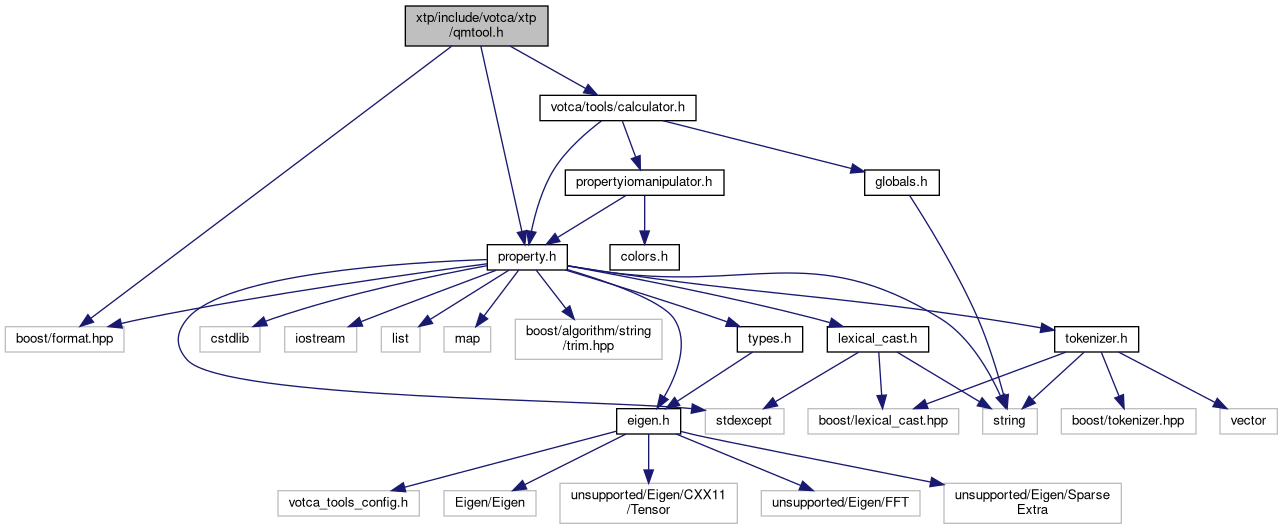 xtp/include/votca/xtp
/qmtool.h
votca/tools/calculator.h
propertyiomanipulator.h
globals.h
property.h
colors.h
boost/format.hpp
cstdlib
iostream
list
map
boost/algorithm/string
/trim.hpp
types.h
lexical_cast.h
tokenizer.h
eigen.h
stdexcept
boost/lexical_cast.hpp
string
boost/tokenizer.hpp
vector
votca_tools_config.h
Eigen/Eigen
unsupported/Eigen/CXX11
/Tensor
unsupported/Eigen/FFT
unsupported/Eigen/Sparse
Extra